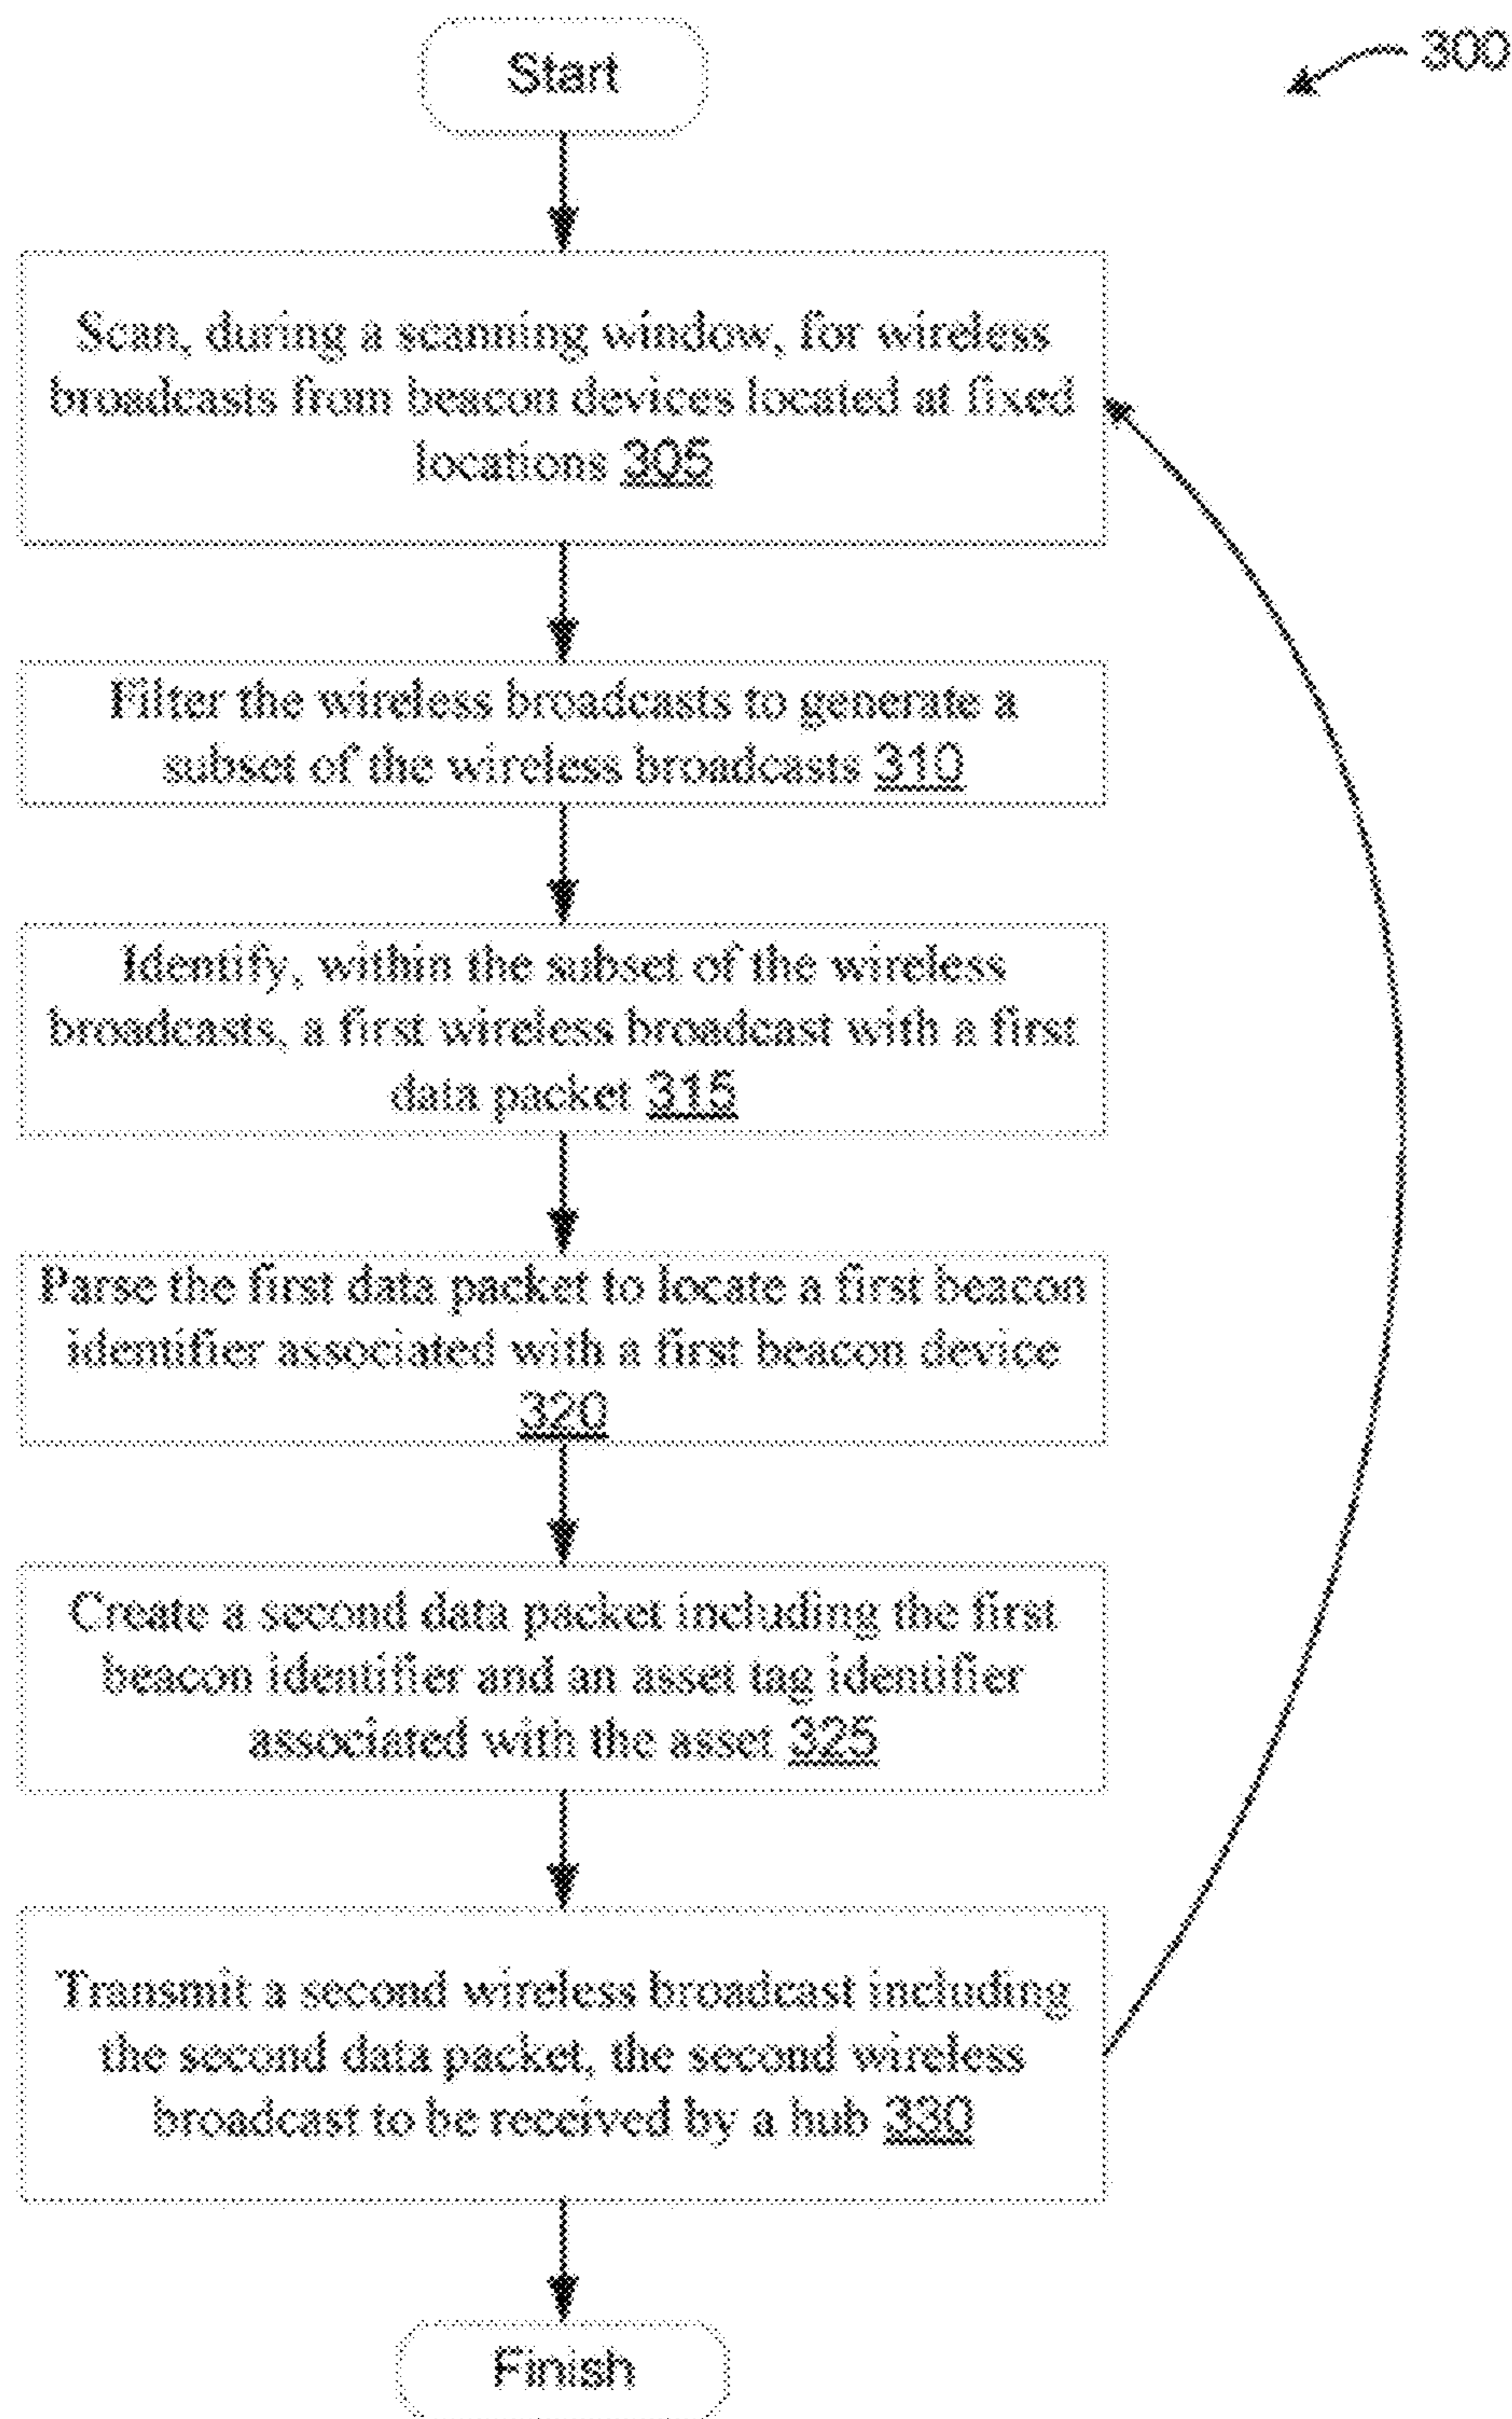 Start
300
Scan, during a scanning window, for wireless
broadcasts from beacon devices located at fixed
locations 305
Filter the wireless broadcasts to generate a
subset of the wireless broadcasts 310
Identify, within the subset of the wireless
broadcasts, a first wireless broadcast with a first
data packet 315
Parse the first data packet to locate a first beacon
identifier associated with a first beacon device
320
Create a second data packet including the first
beacon identifier and an asset tag identifier
associated with the asset 325
Transmit a second wireless broadcast including
the second data packet, the second wireless
broadcast to be received by a hub 330
Finish